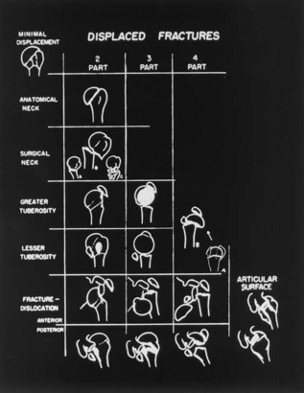 MINIMAL
DISPLACEMENT
DISPLACED FRACTURES
2
PART
3
PART
4
PART
ANATOMICAL
NECK
SURGICAL
NECK
GREATER
TUBEROSITY
LESSER
TUBEROSITY
ARTICULAR
SURFACE
FRACTURE-
DISLOCATION
ANTERIOR
POSTERIOR